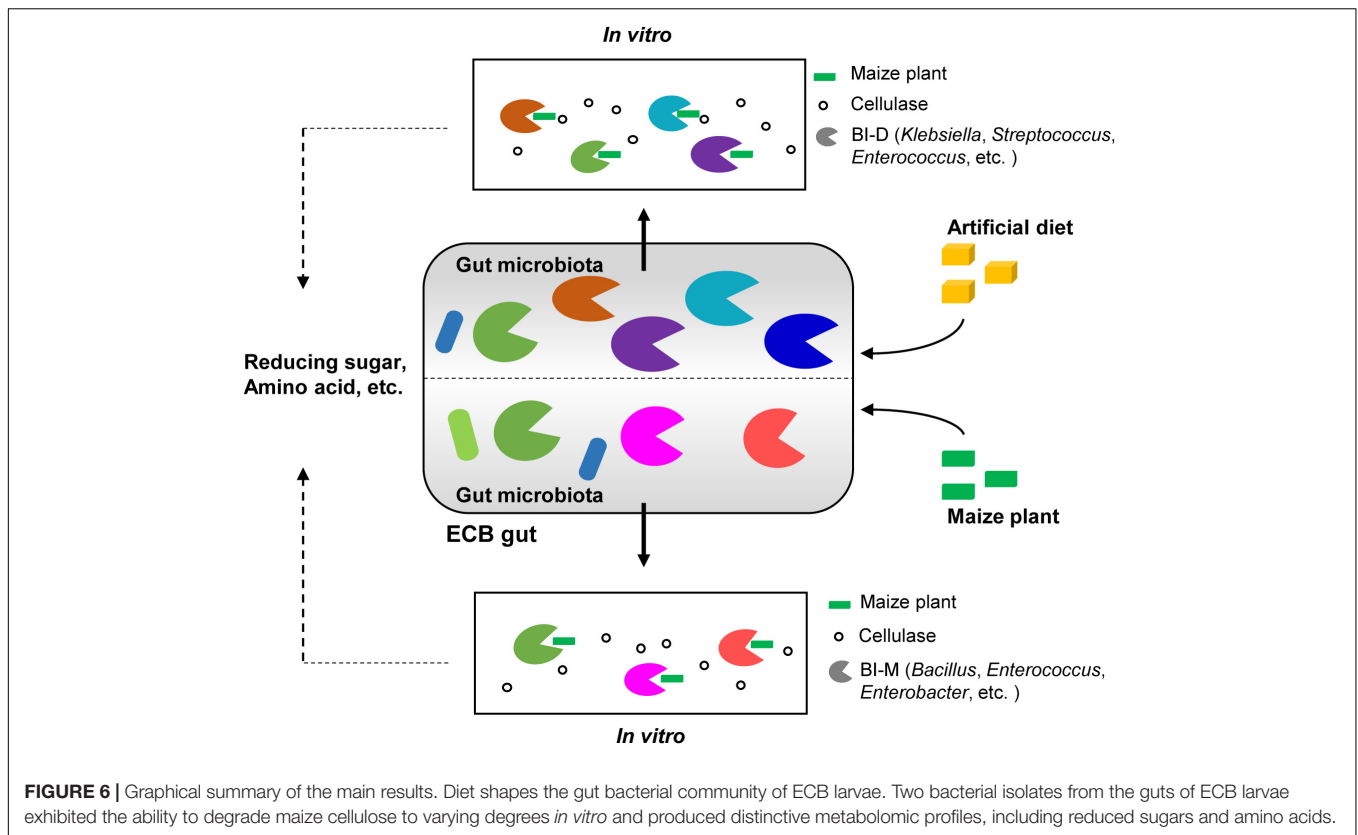 In vitro
Maize plant
Cellulase
BI-D (Klebsiella, Streptococcus,
Enterococcus, etc. )
Gut microbiota
Artificial diet
Reducing sugar,
Amino acid, etc.
Gut microbiota
ECB gut
Maize plant
Maize plant
Cellulase
BI-M (Bacillus, Enterococcus,
Enterobacter, etc. )
In vitro
FIGURE 6 | Graphical summary of the main results. Diet shapes the gut bacterial community of ECB larvae. Two bacterial isolates from the guts of ECB larvae
exhibited the ability to degrade maize cellulose to varying degrees in vitro and produced distinctive metabolomic profiles, including reduced sugars and amino acids.